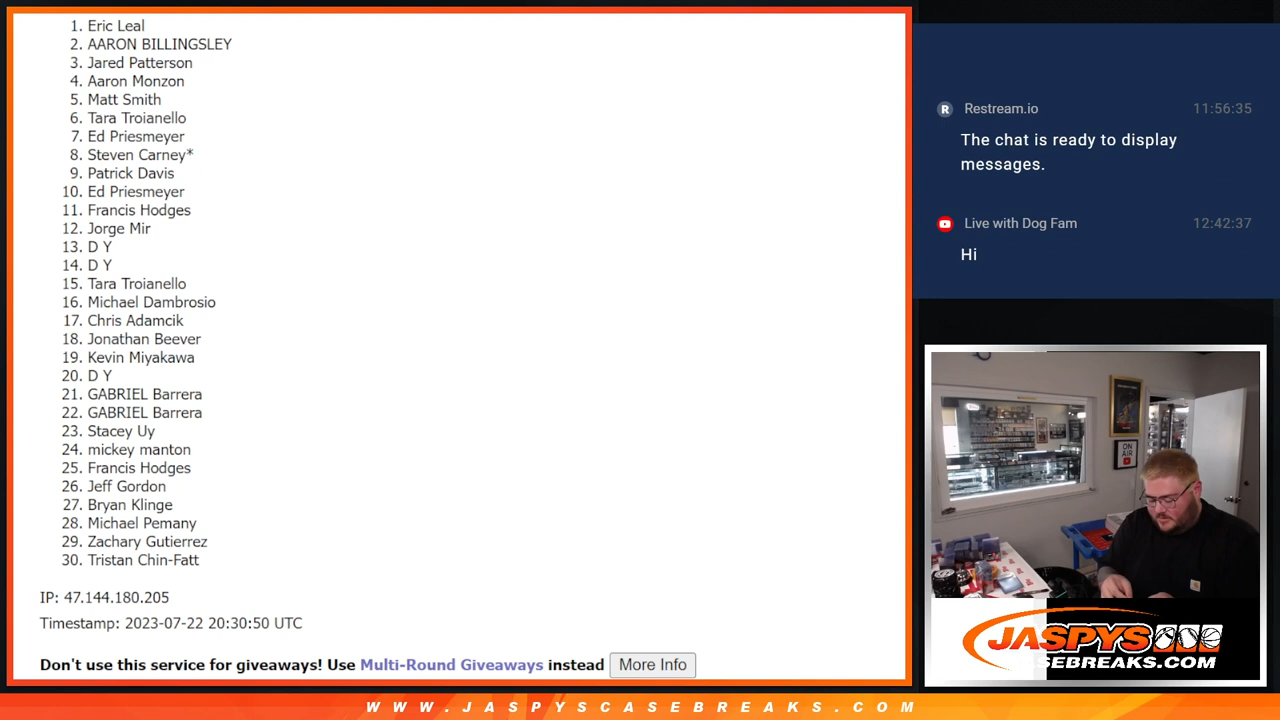 1. Eric Leal
2. AARON BILLINGSLEY
3. Jared Patterson
4. Aaron Monzon
5. Matt Smith
6. Tara Troianello
7. Ed Priesmeyer
8. Steven Carney*
9. Patrick Davis
10. Ed Priesmeyer
11. Francis Hodges
12. Jorge Mir
13. D Y
14. D Y
15. Tara Troianello
16. Michael Dambrosio
17. Chris Adamcik
18. Jonathan Beever
19. Kevin Miyakawa
20. D Y
21. GABRIEL Barrera
22. GABRIEL Barrera
23. Stacey Uy
24. mickey manton
25. Francis Hodges
26. Jeff Gordon
27. Bryan Klinge
28. Michael Pemany
29. Zachary Gutierrez
30. Tristan Chin-Fatt
IP: 47.144.180.205
Timestamp: 2023-07-22 20:30:50 UTC
Don't use this service for giveaways! Use Multi-Round Giveaways instead More Info
R Restream.io 11:56:35
The chat is ready to display
messages.
Live with Dog Fam 12:42:37
Hi
ON
AIR
JASPYS
CASEBREAKS.COM
WWW.JASPYSCASEBREAKS.COM